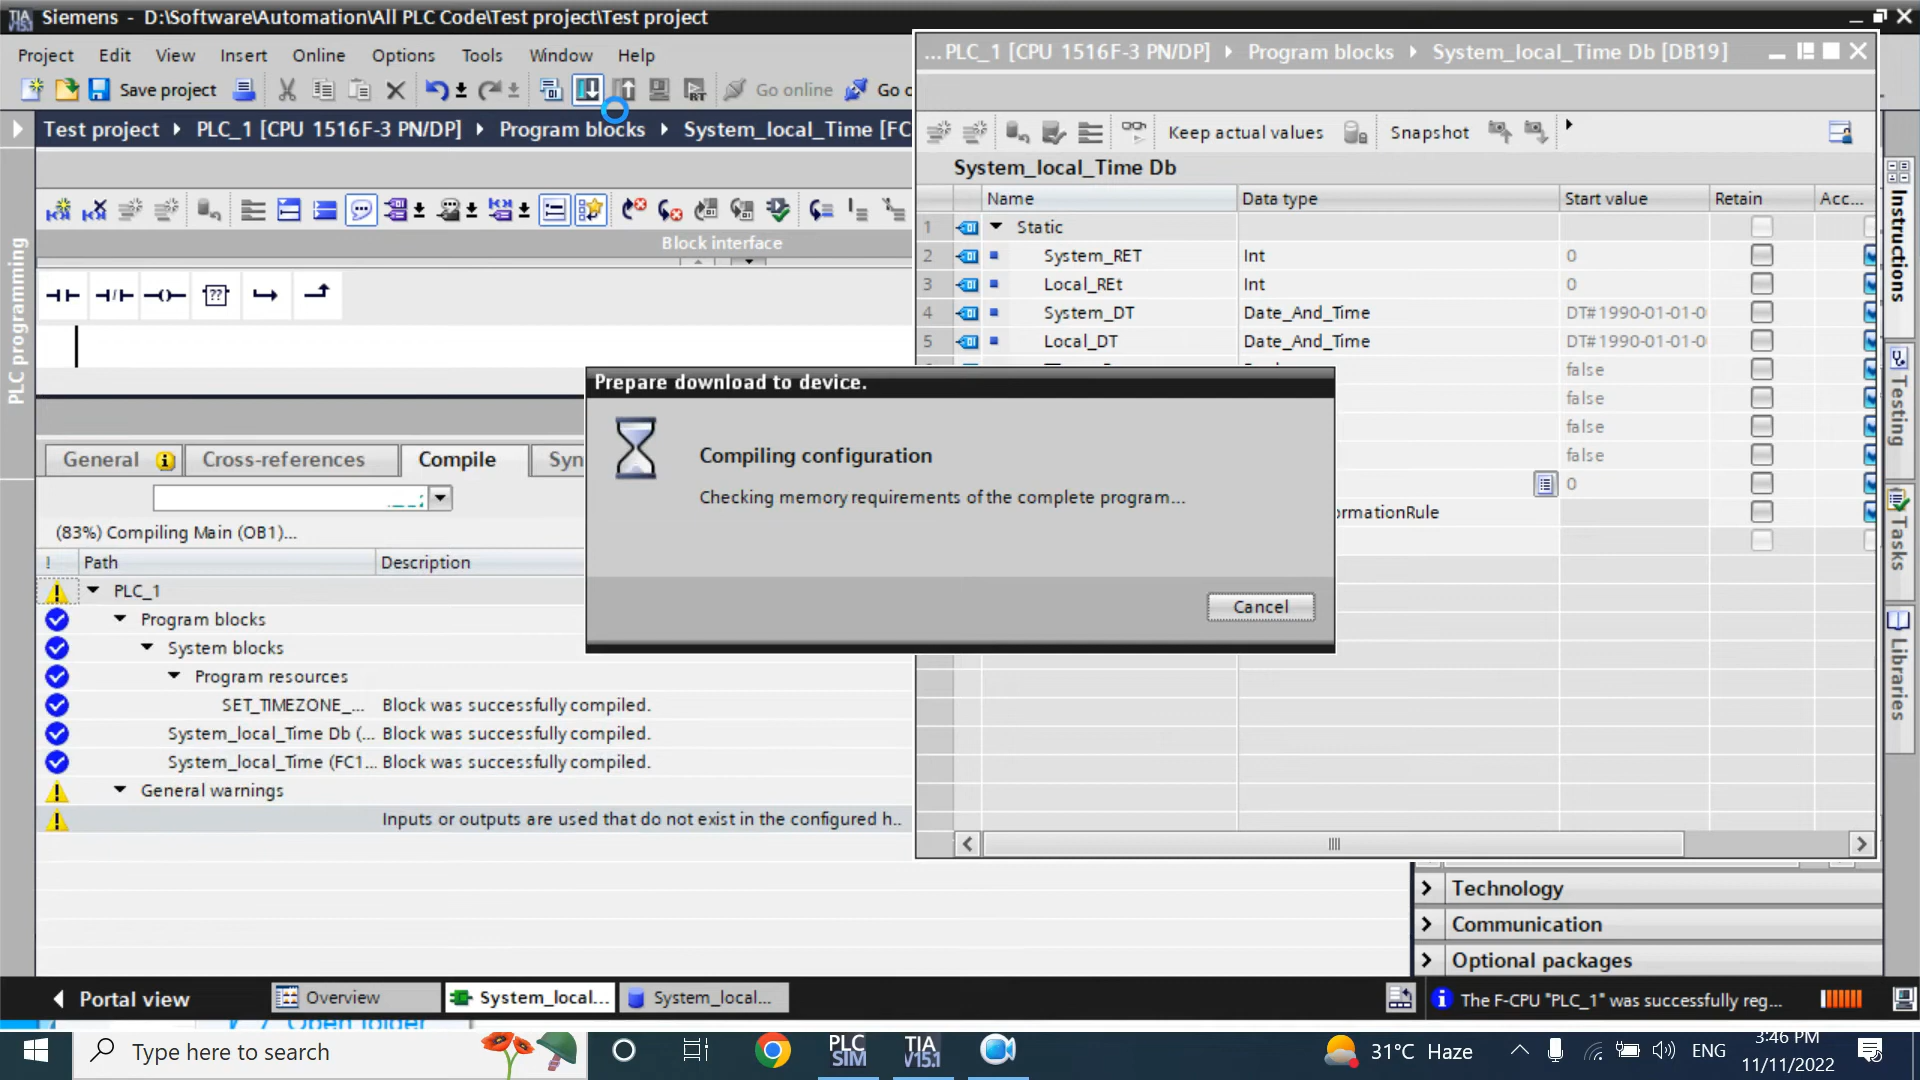 Siemens - D:\Software\Automation\All PLC Code\Test project\Test project
Project Edit View Insert Online Options Tools Window Help
Save project
Go online
Go o
Test project PLC_1 [CPU 1516F-3 PN/DP] Program blocks System_local_Time [FC
Block interface
PLC programming
General Cross-references Compile Syn
(83%) Compiling Main (OB1)...
! Path Description
PLC_1
Program blocks
System blocks
Program resources
SET_TIMEZONE_... Block was successfully compiled.
System_local_Time Db (... Block was successfully compiled.
System_local_Time (FC1... Block was successfully compiled.
General warnings
Inputs or outputs are used that do not exist in the configured h..
...PLC_1 [CPU 1516F-3 PN/DP] Program blocks System_local_Time Db [DB19]
Keep actual values Snapshot
System_local_Time Db
Name Data type Start value Retain Acc...
1 Static
2 System_RET Int 0
3 Local_REt Int 0
4 System_DT Date_And_Time DT#1990-01-01-0
5 Local_DT Date_And_Time DT#1990-01-01-0
false
false
false
false
0
ormationRule
Prepare download to device.
Compiling configuration
Checking memory requirements of the complete program...
Cancel
Instructions
Testing
Tasks
Libraries
Technology
Communication
Optional packages
Portal view Overview System_local... System_local...
The F-CPU "PLC_1" was successfully reg...
Open folder
Type here to search
PLC SIM
TIA V15.1
31°C Haze
ENG
3:46 PM
11/11/2022